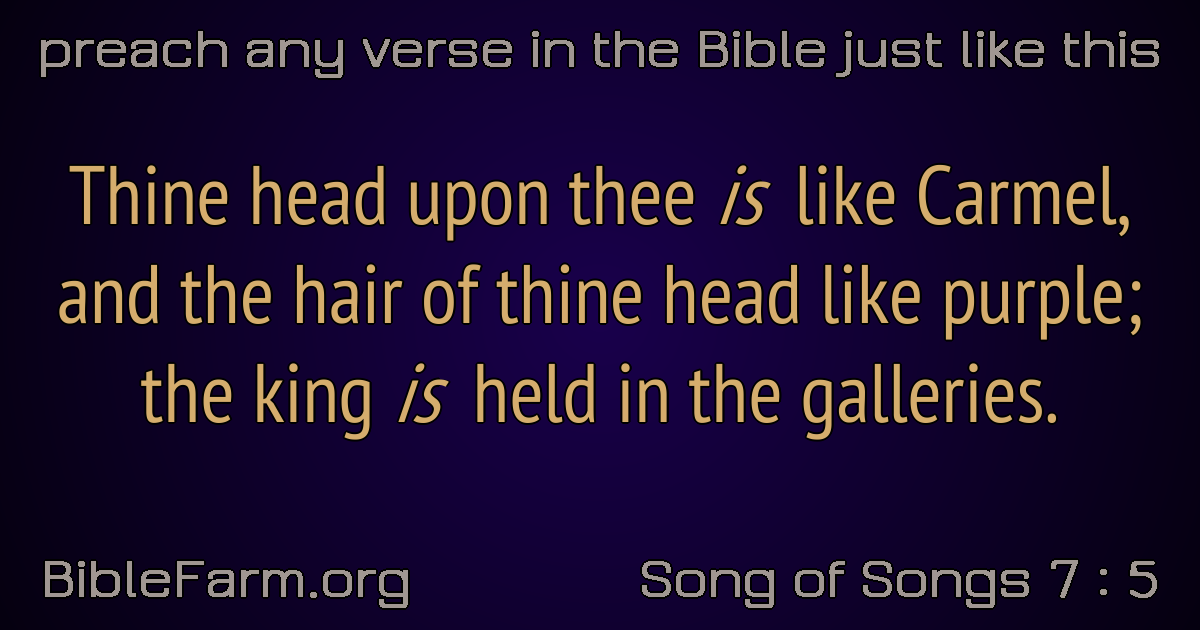 preach any verse in the Bible just like this
Thine head upon thee is like Carmel,
and the hair of thine head like purple;
the king is held in the galleries.
BibleFarm.org
Song of Songs 7 : 5